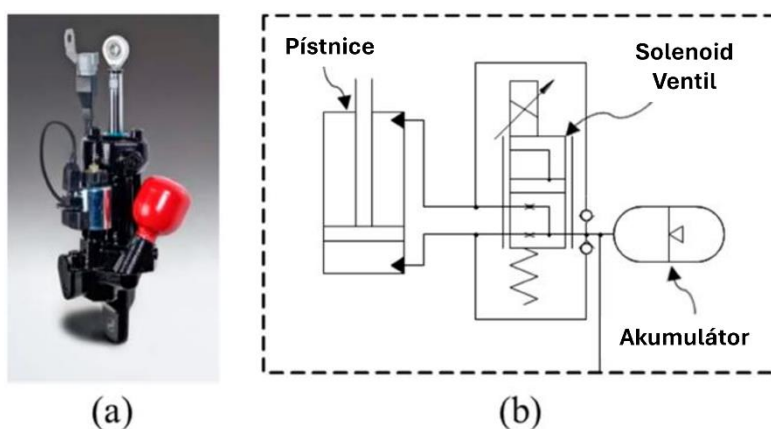 Pístnice
Solenoid
Ventil
Akumulátor
(a)
(b)